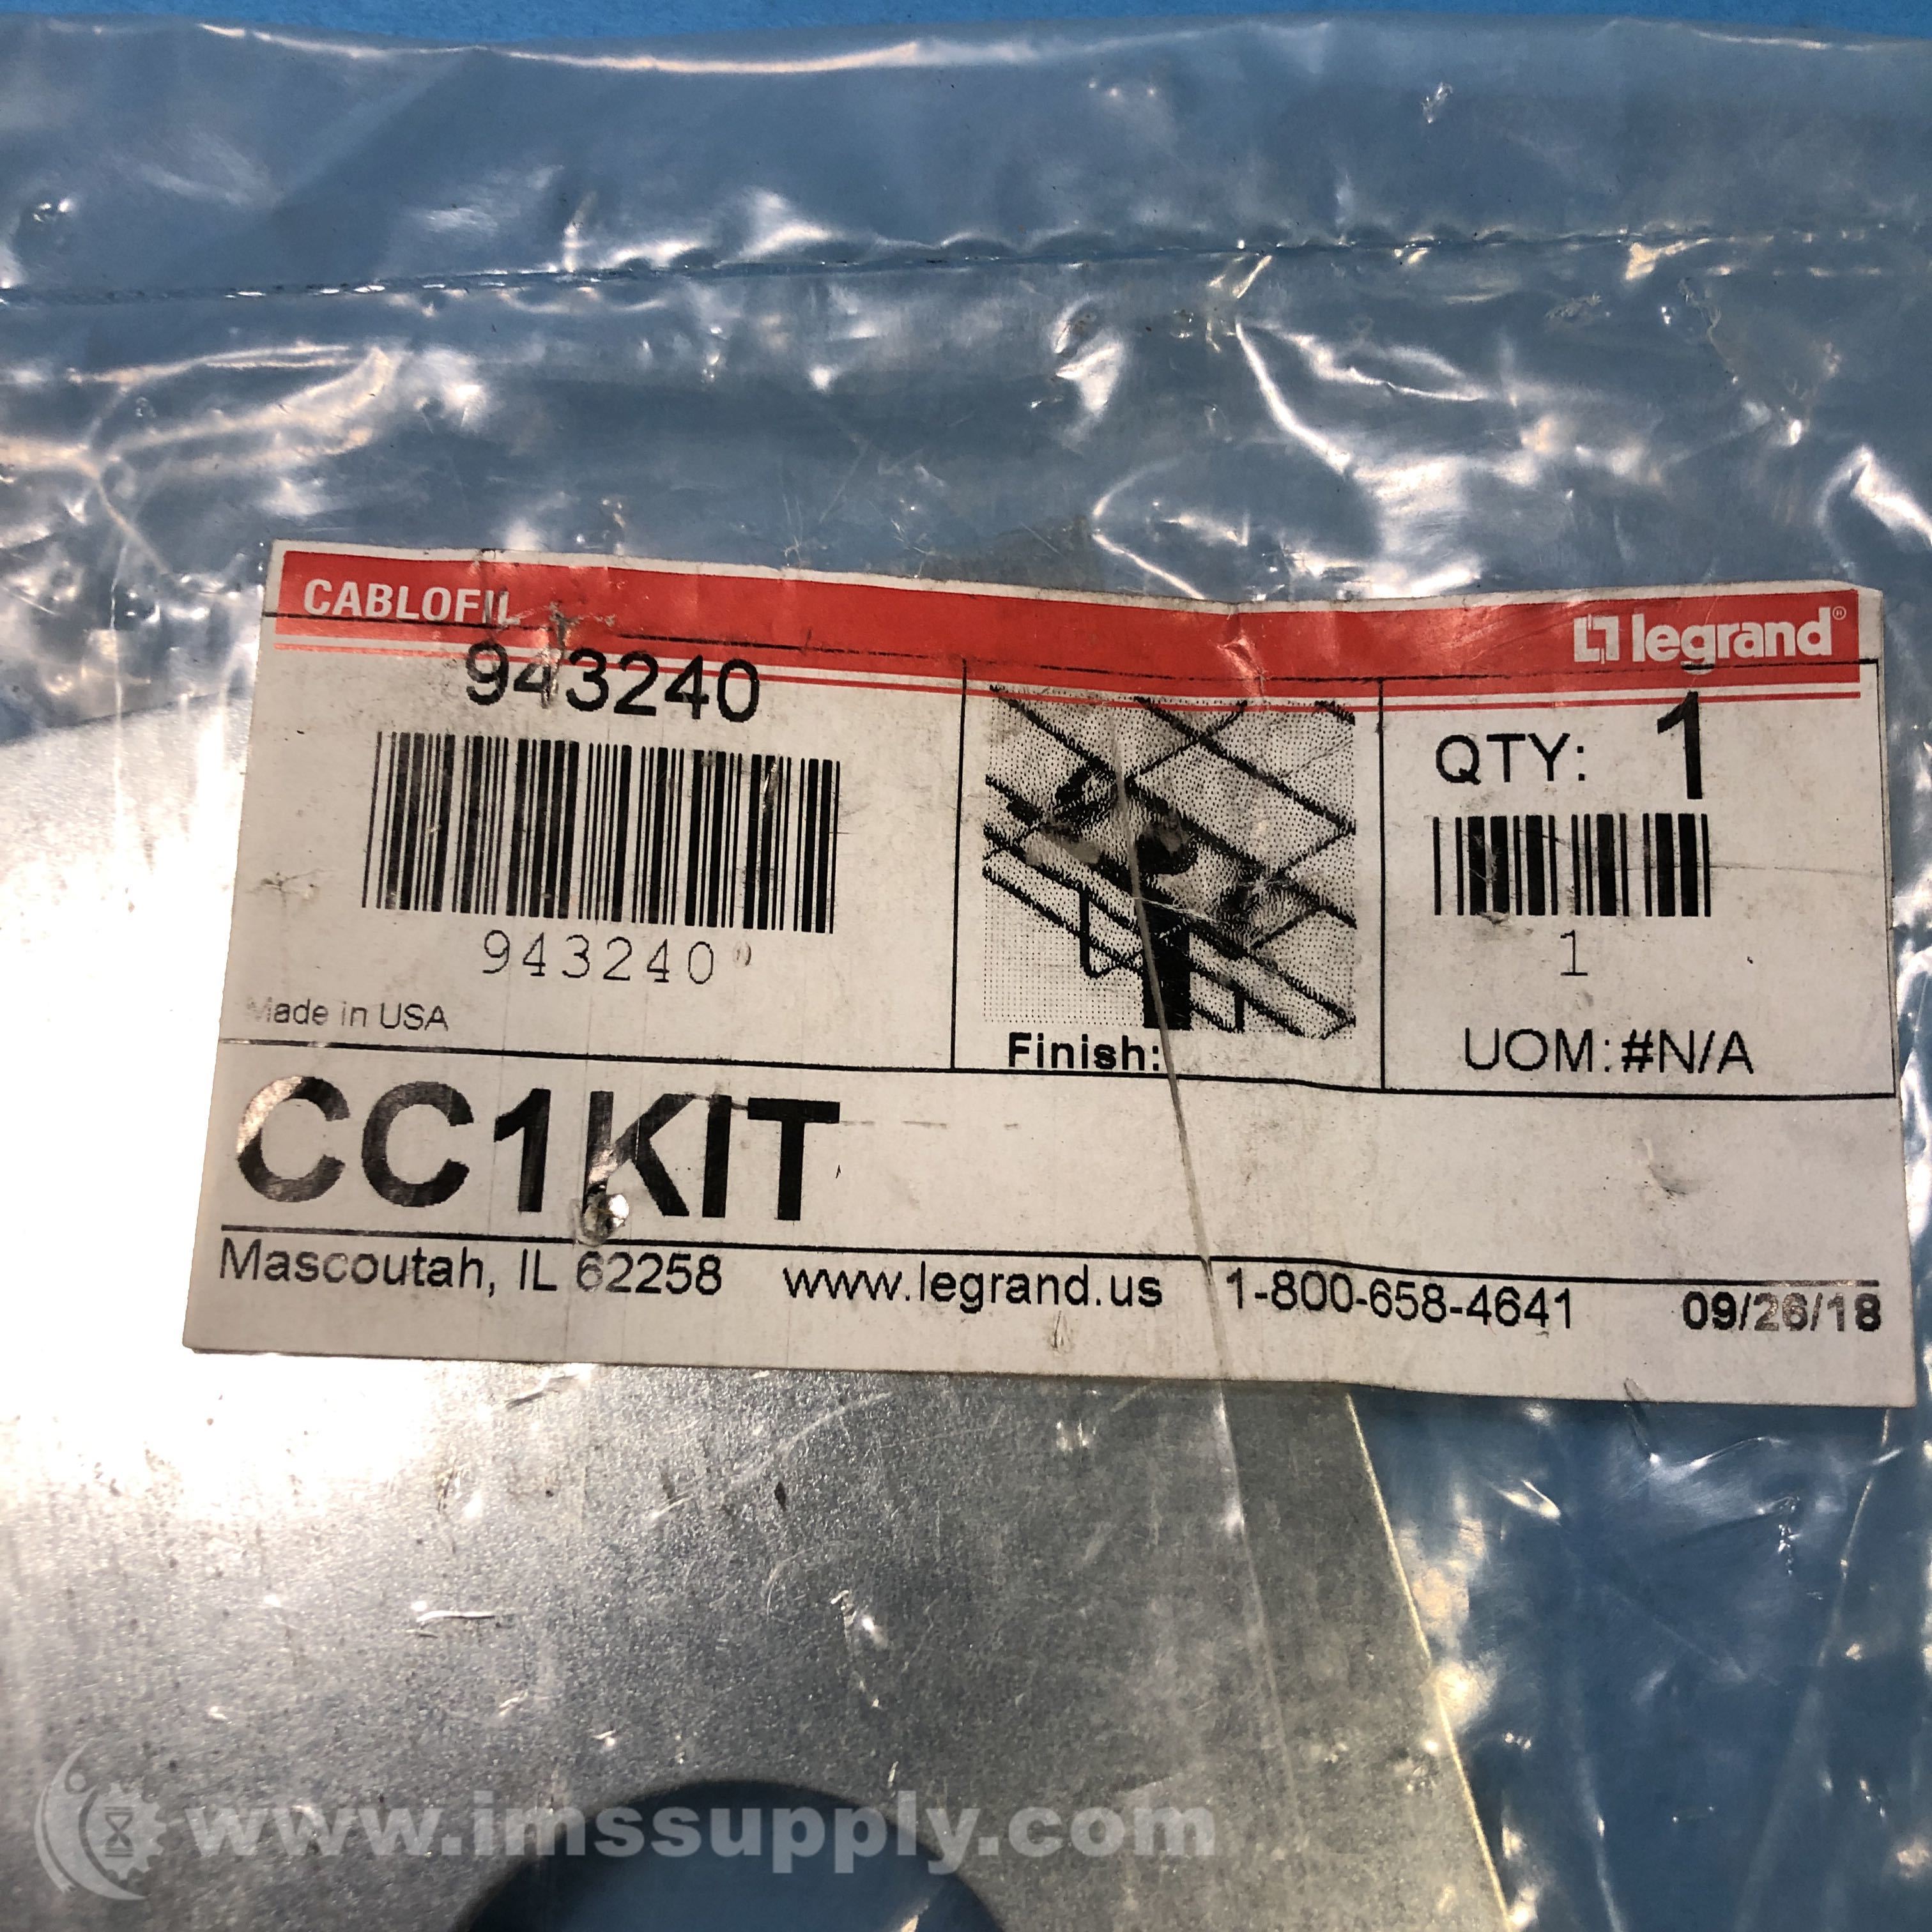 CABLOFIL
legrand®
943240
943240
Made in USA
Finish:
QTY: 1
1
UOM:#N/A
CC1KIT
Mascoutah, IL 62258 www.legrand.us 1-800-658-4641 09/26/18
www.imssupply.com